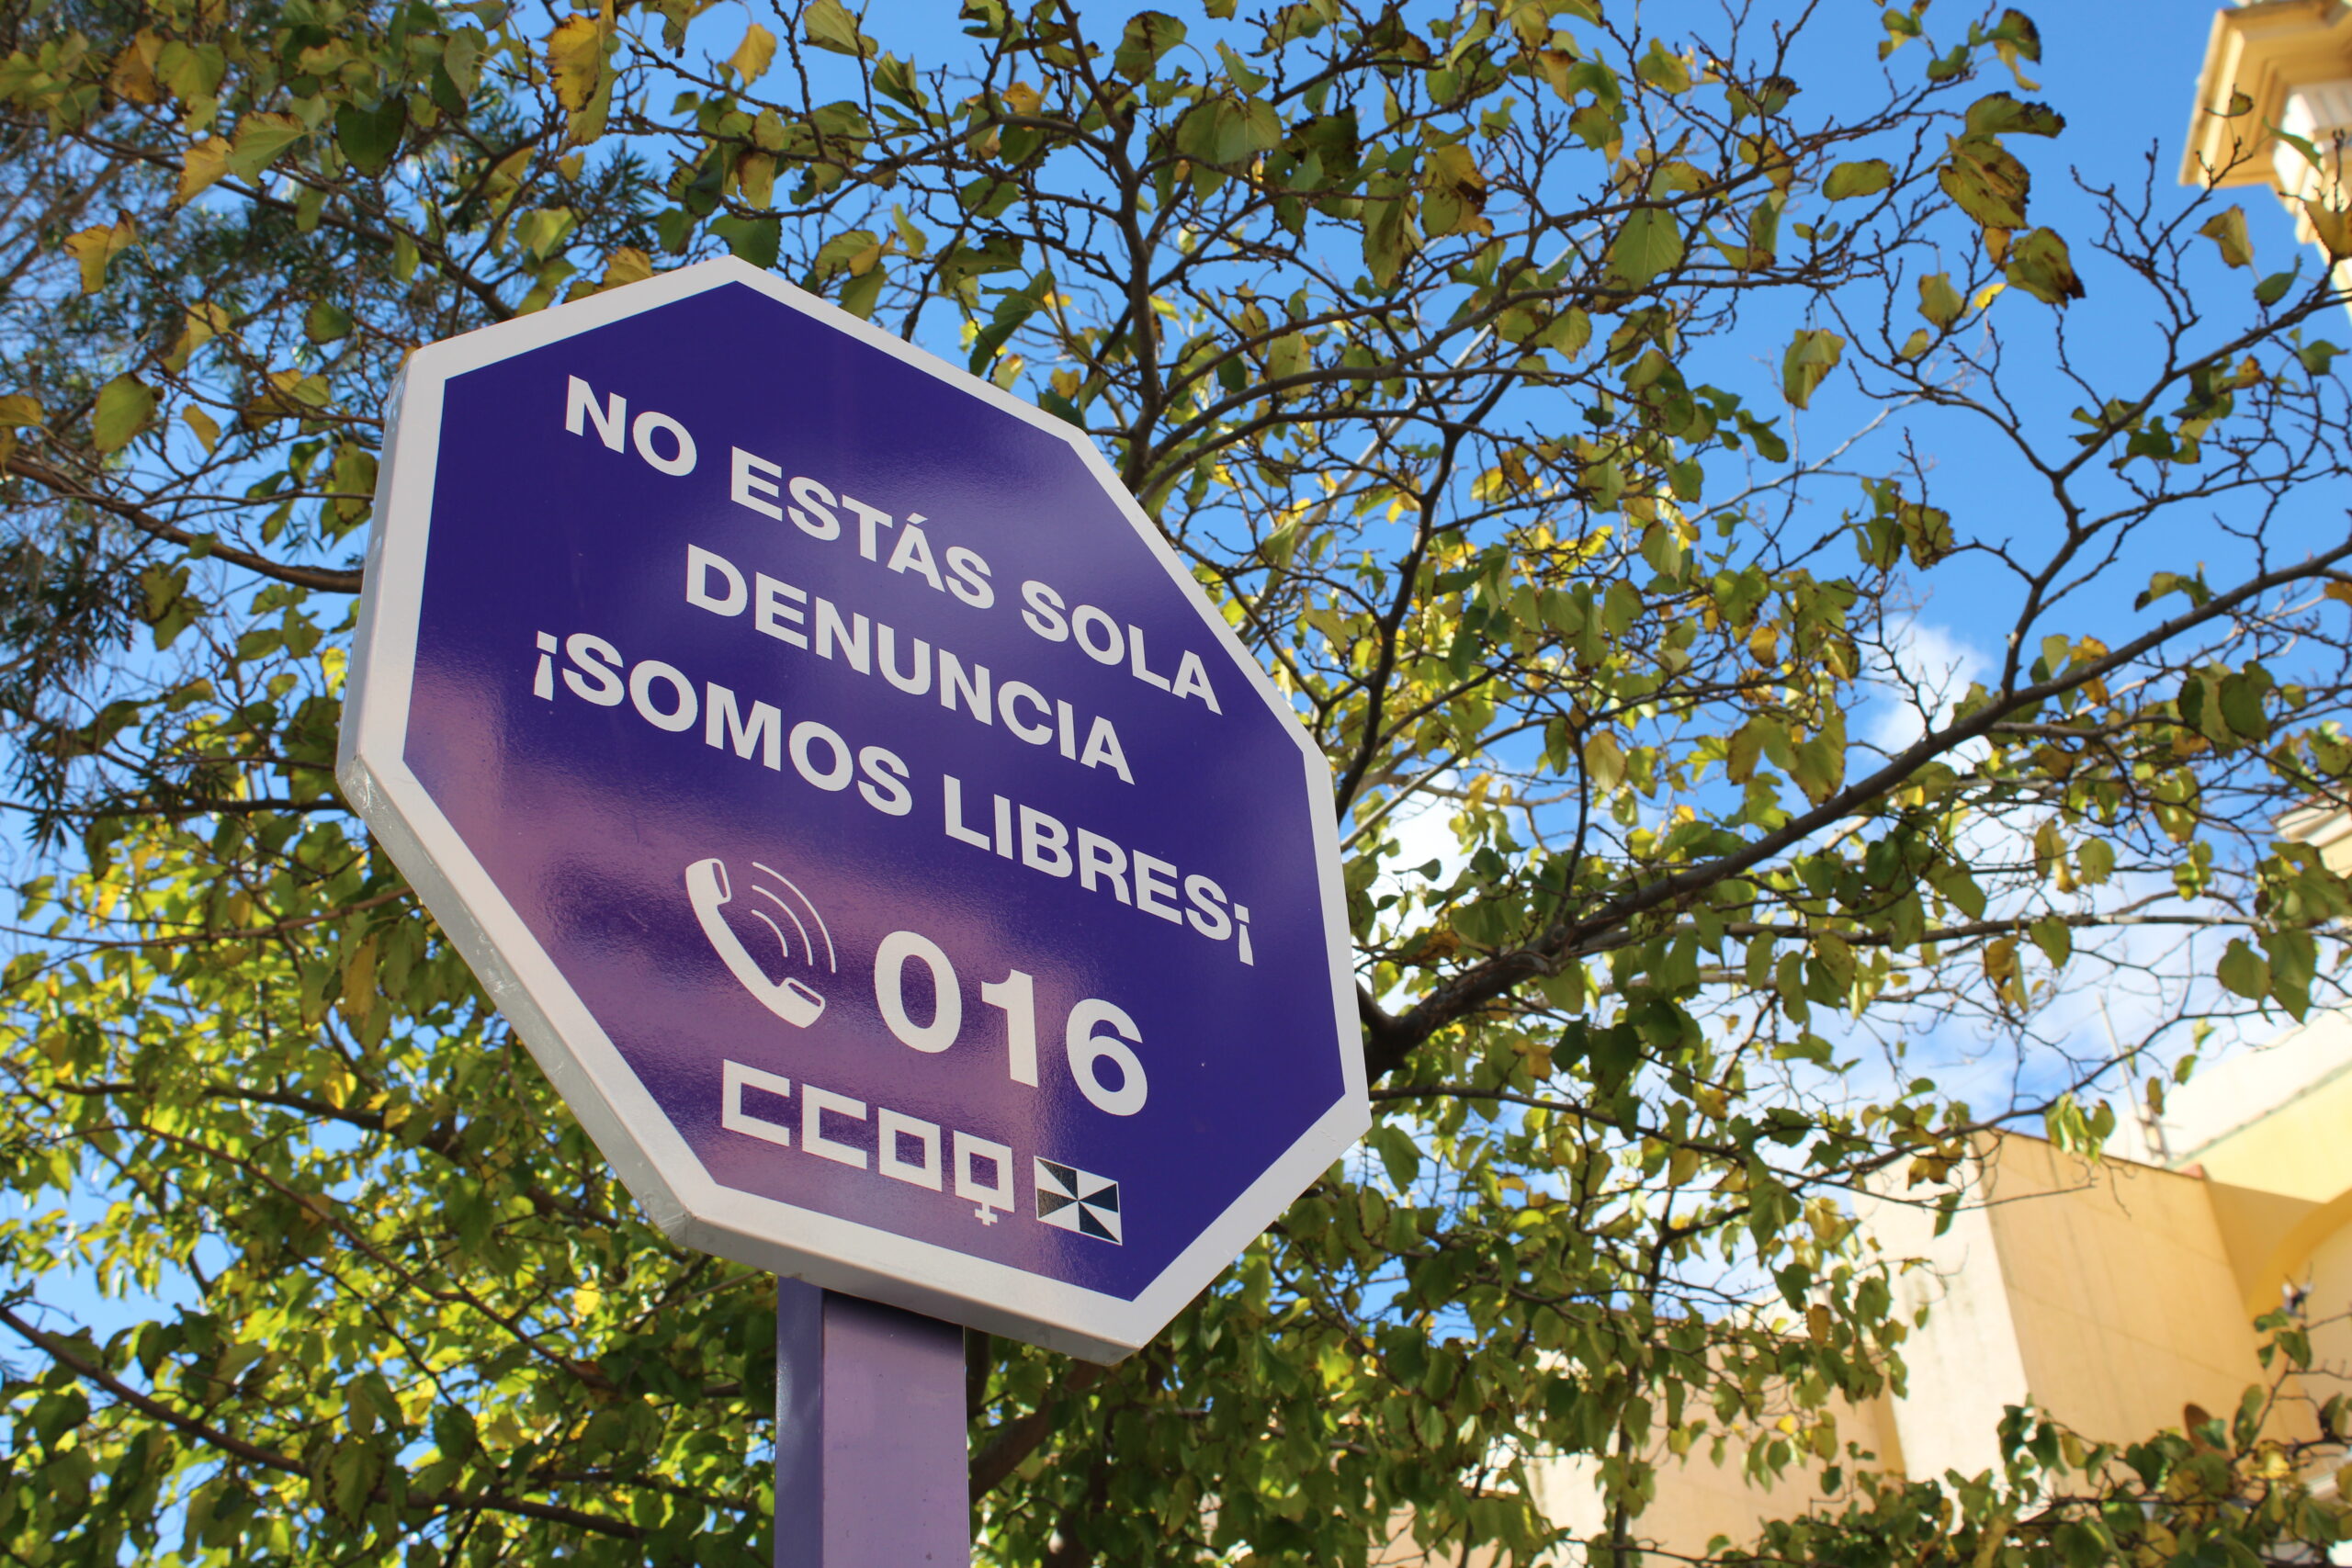 NO ESTÁS SOLA
DENUNCIA
¡SOMOS LIBRES¡
016
CCOO